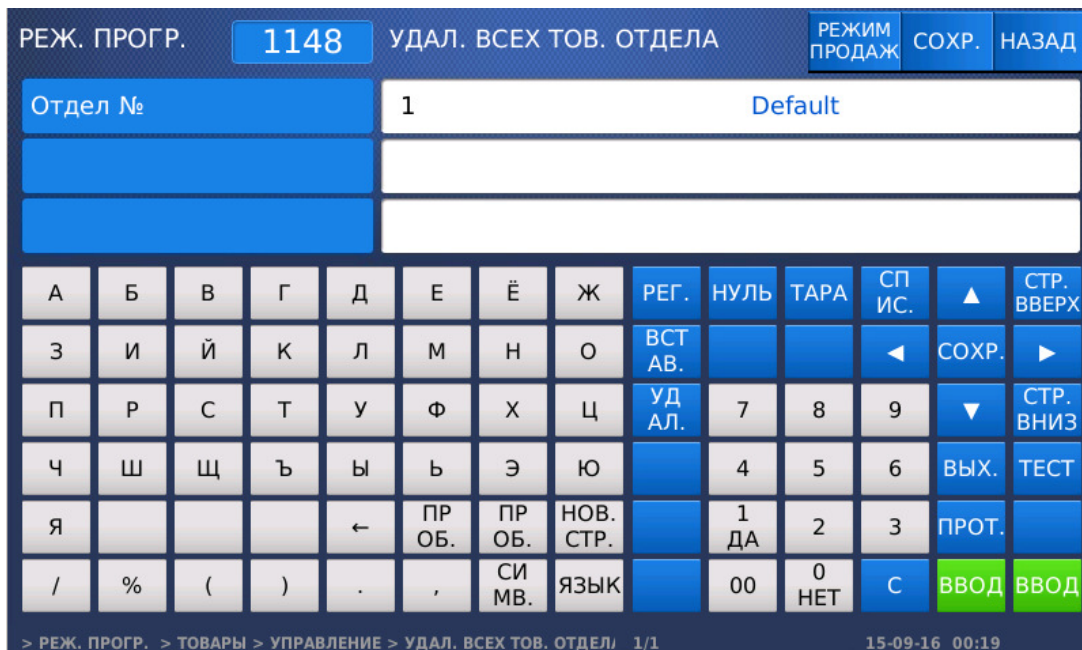 РЕЖ. ПРОГР. 1148 УДАЛ. ВСЕХ ТОВ. ОТДЕЛА РЕЖИМ ПРОДАЖ СОХР. НАЗАД
Отдел № 1 Default
А Б В Г Д Е Ё Ж РЕГ. НУЛЬ ТАРА СП ИС. ▲ СТР. ВВЕРХ
З И Й К Л М Н О ВСТ АВ. ◀ СОХР. ▶
П Р С Т У Ф Х Ц УД АЛ. 7 8 9 ▼ СТР. ВНИЗ
Ч Ш Щ Ъ Ы Ь Э Ю 4 5 6 ВЫХ. ТЕСТ
Я ← ПР ОБ. ПР ОБ. НОВ. СТР. 1 ДА 2 3 ПРОТ.
/ % ( ) . , СИ МВ. ЯЗЫК 00 0 НЕТ С ВВОД ВВОД
> РЕЖ. ПРОГР. > ТОВАРЫ > УПРАВЛЕНИЕ > УДАЛ. ВСЕХ ТОВ. ОТДЕЛ/ 1/1 15-09-16 00:19